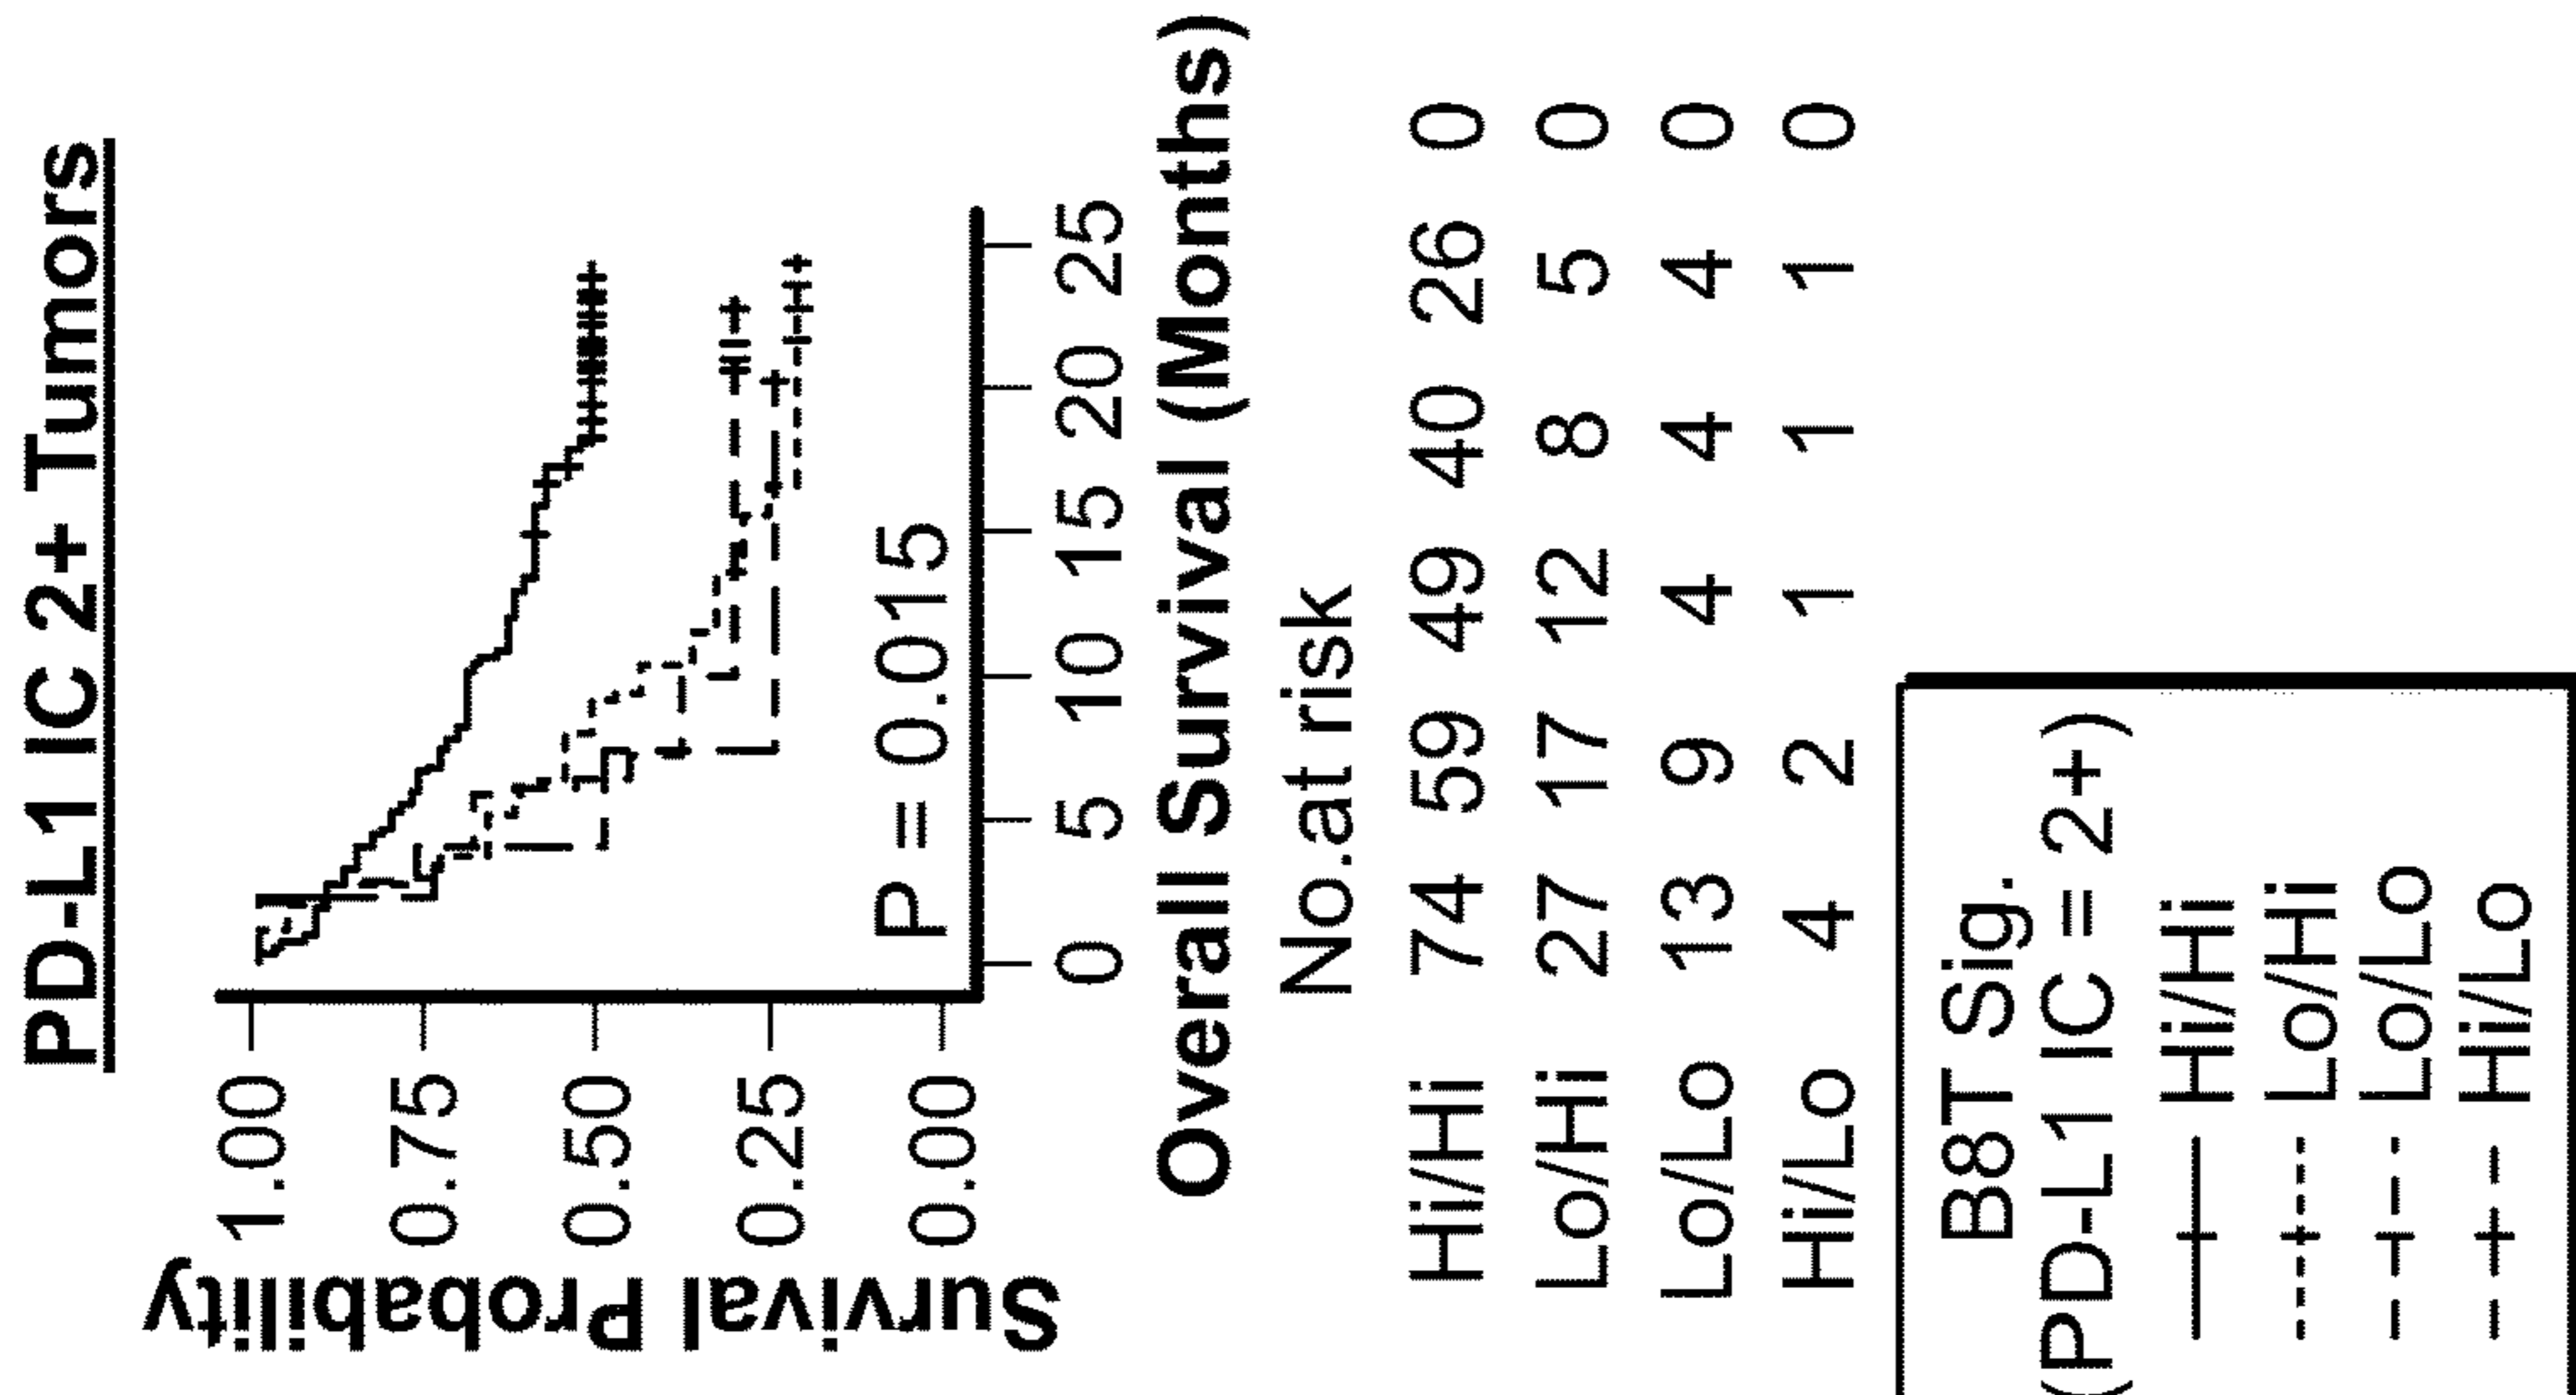 PD-L1 IC 2+ Tumors
Survival Probability
1.00
0.75
0.50
0.25
0.00
P = 0.015
0 5 10 15 20 25
Overall Survival (Months)
No.at risk
Hi/Hi 74 59 49 40 26 0
Lo/Hi 27 17 12 8 5 0
Lo/Lo 13 9 4 4 4 0
Hi/Lo 4 2 1 1 1 0
B8T Sig.
(PD-L1 IC = 2+)
Hi/Hi
Lo/Hi
Lo/Lo
Hi/Lo